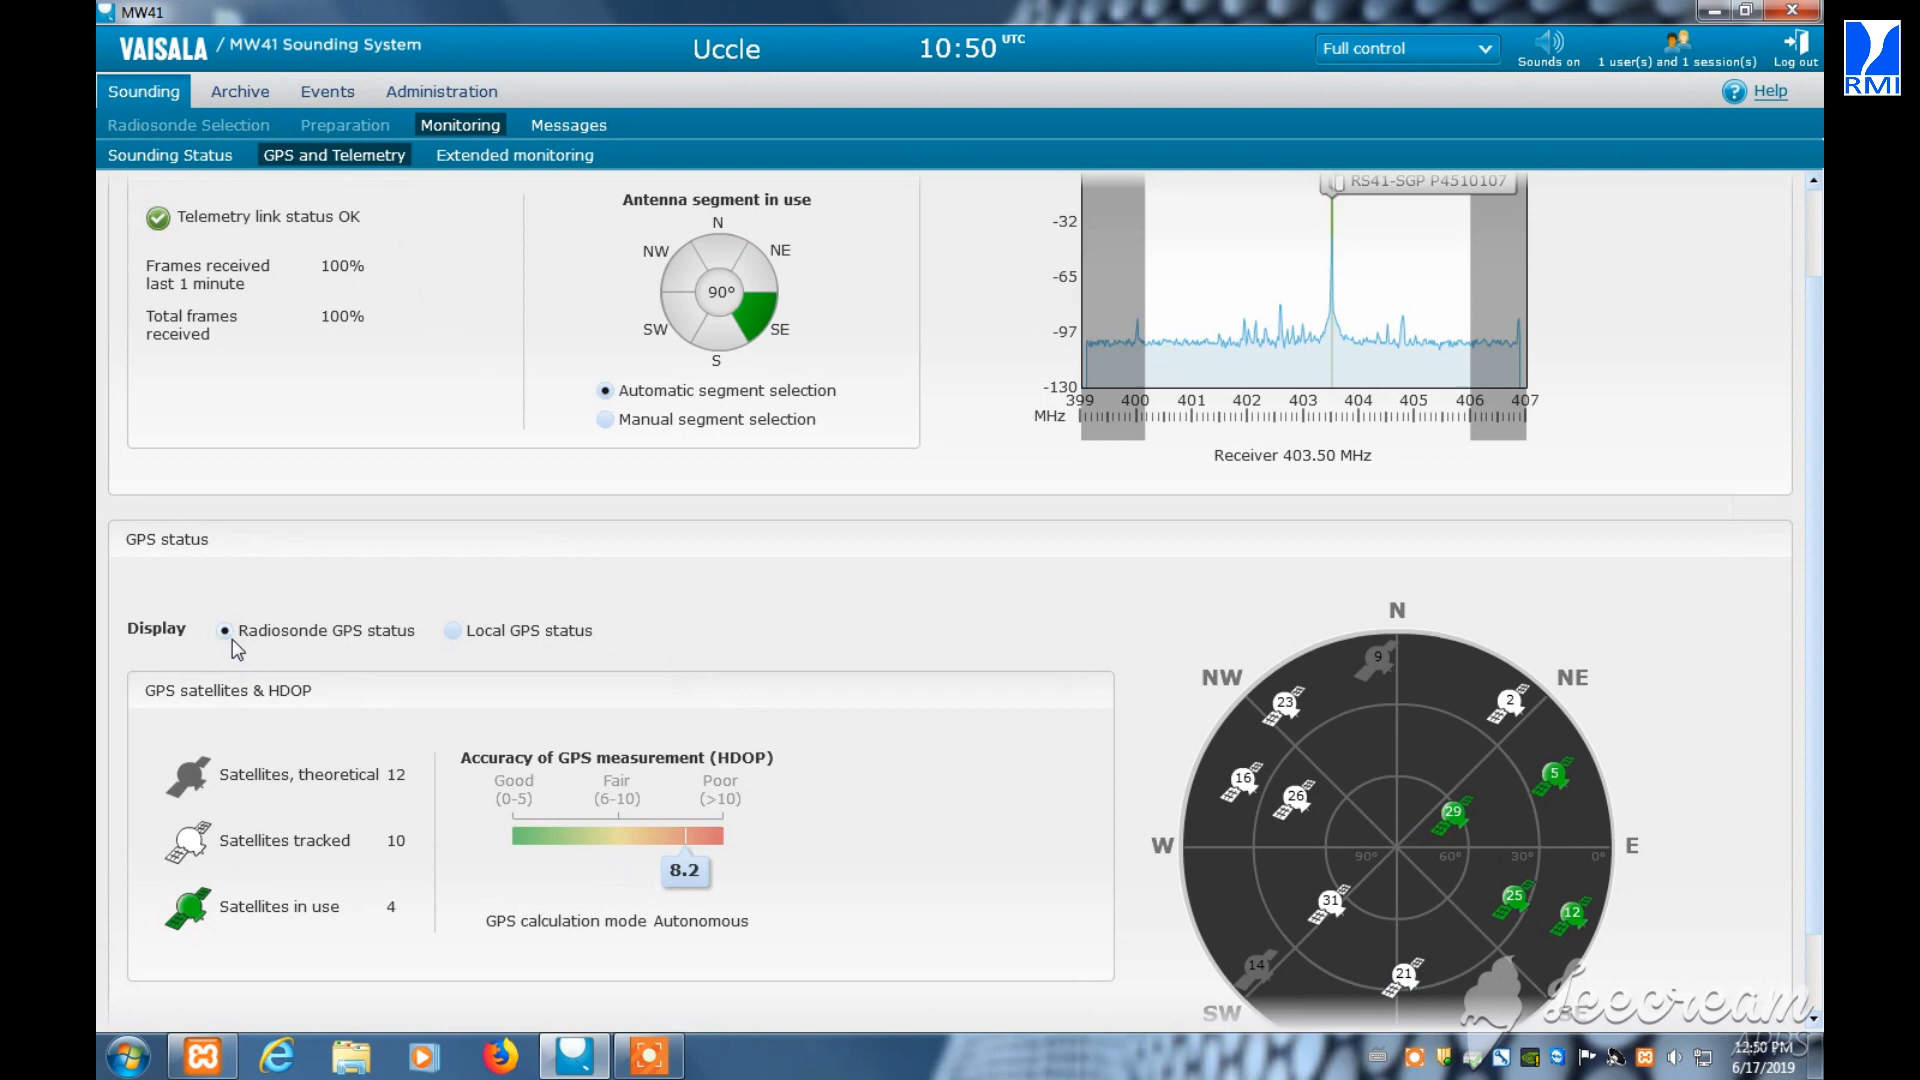 MW41
VAISALA / MW41 Sounding System
Uccle
10:50 UTC
Full control
Sounds on
1 user(s) and 1 session(s)
Log out
RMI
Sounding
Archive
Events
Administration
Help
Radiosonde Selection
Preparation
Monitoring
Messages
Sounding Status
GPS and Telemetry
Extended monitoring
Telemetry link status OK
Frames received last 1 minute 100%
Total frames received 100%
Antenna segment in use
N
NW
NE
90°
SW
SE
S
Automatic segment selection
Manual segment selection
RS41-SGP P4510107
-32
-65
-97
-130
399 400 401 402 403 404 405 406 407
MHz
Receiver 403.50 MHz
GPS status
Display
Radiosonde GPS status
Local GPS status
GPS satellites & HDOP
Satellites, theoretical 12
Satellites tracked 10
Satellites in use 4
Accuracy of GPS measurement (HDOP)
Good (0-5)
Fair (6-10)
Poor (>10)
8.2
GPS calculation mode Autonomous
N
NW
NE
9
23
2
16
26
5
29
W
E
90° 60° 30° 0°
31
25
12
14
21
SW
SE
Icecream
APPS
12:50 PM
6/17/2019